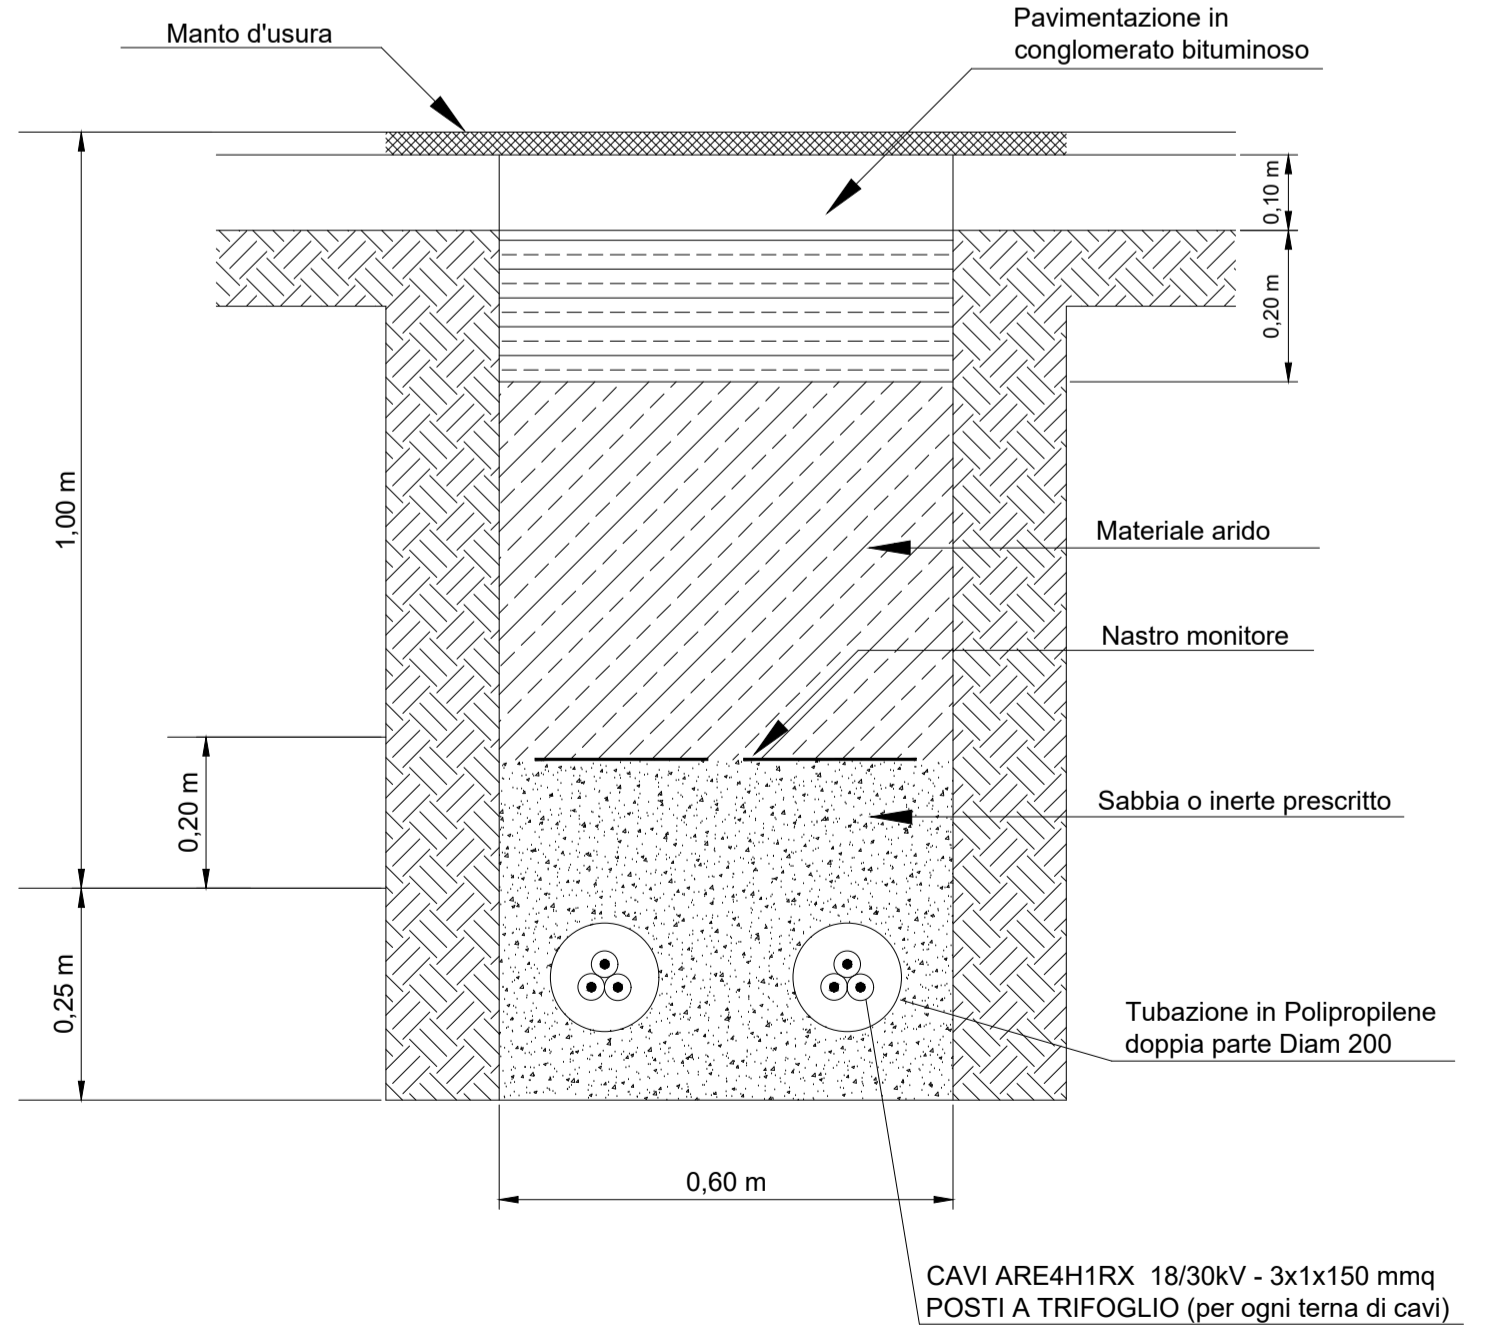 Manto d'usura
Pavimentazione in
conglomerato bituminoso
0,10 m
0,20 m
1,00 m
Materiale arido
Nastro monitore
0,20 m
Sabbia o inerte prescritto
0,25 m
Tubazione in Polipropilene
doppia parte Diam 200
0,60 m
CAVI ARE4H1RX  18/30kV - 3x1x150 mmq
POSTI A TRIFOGLIO (per ogni terna di cavi)